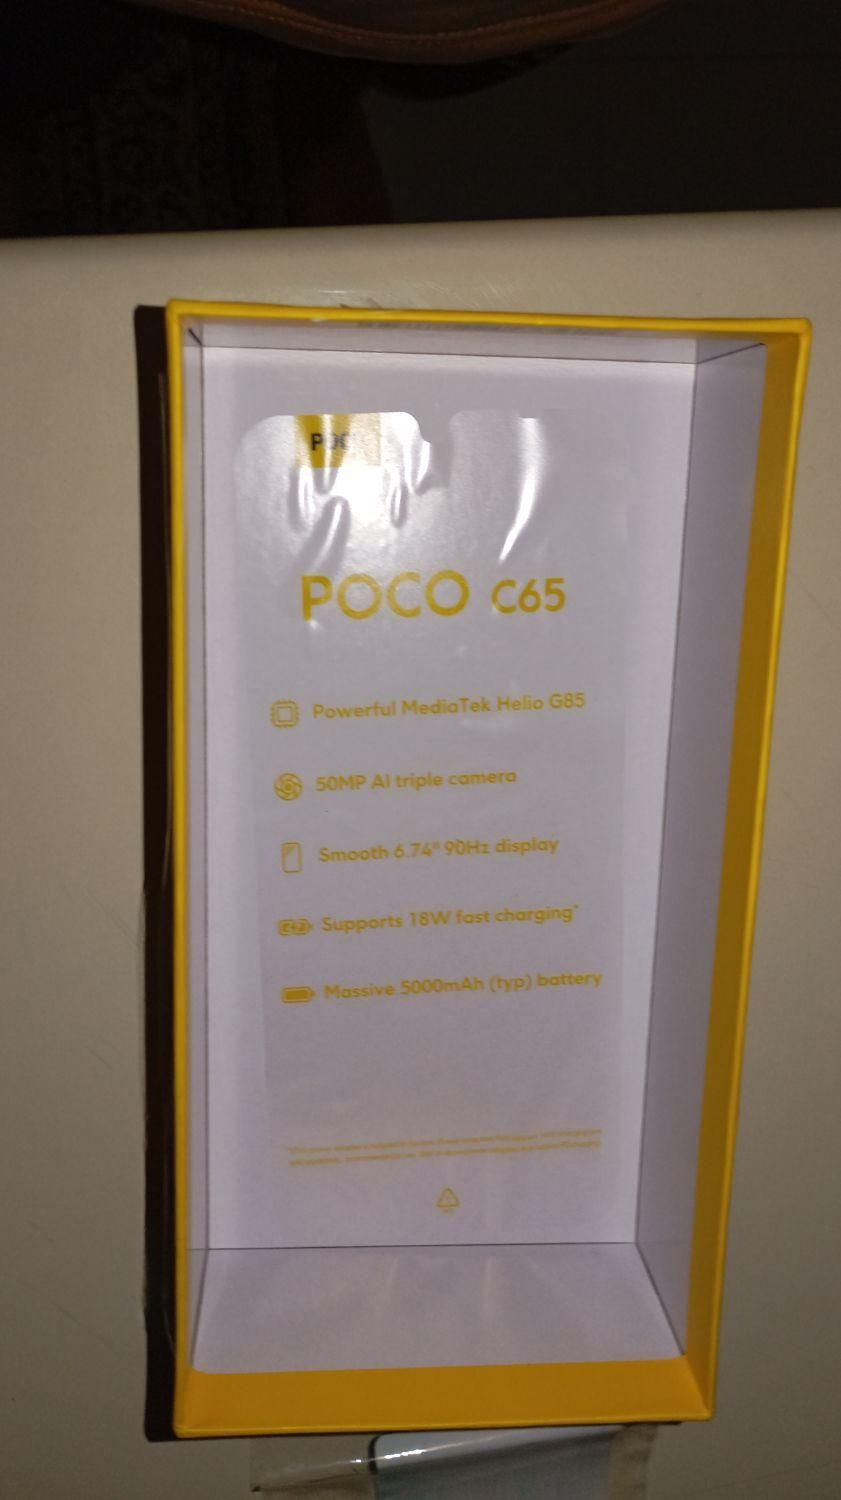 POCO
POCO C65
Powerful MediaTek Helio G85
50MP AI triple camera
Smooth 6.74" 90Hz display
Supports 18W fast charging*
Massive 5000mAh (typ) battery